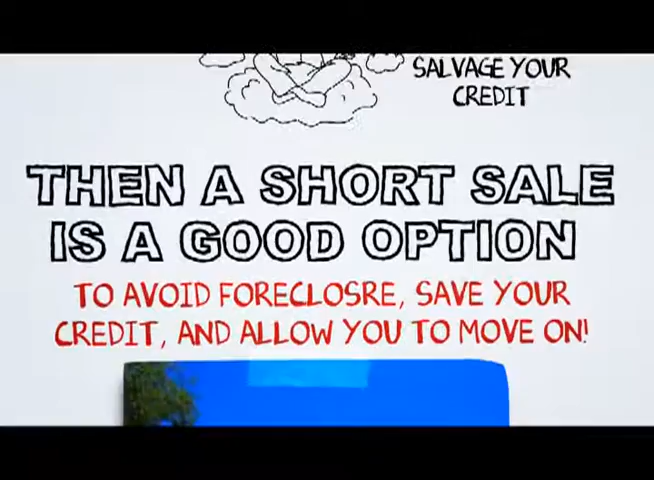 SALVAGE YOUR
CREDIT
THEN A SHORT SALE
IS A GOOD OPTION
TO AVOID FORECLOSRE, SAVE YOUR
CREDIT, AND ALLOW YOU TO MOVE ON!